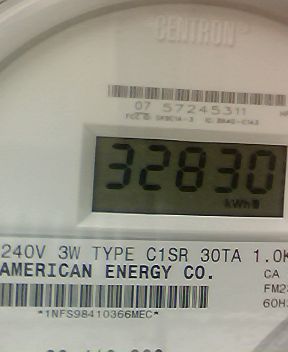 CENTRON
07 57245311
32830
kWh
240V 3W TYPE C1SR 30TA 1.0K
AMERICAN ENERGY CO.
CA
FM2
60H
*1NFS98410366MEC*